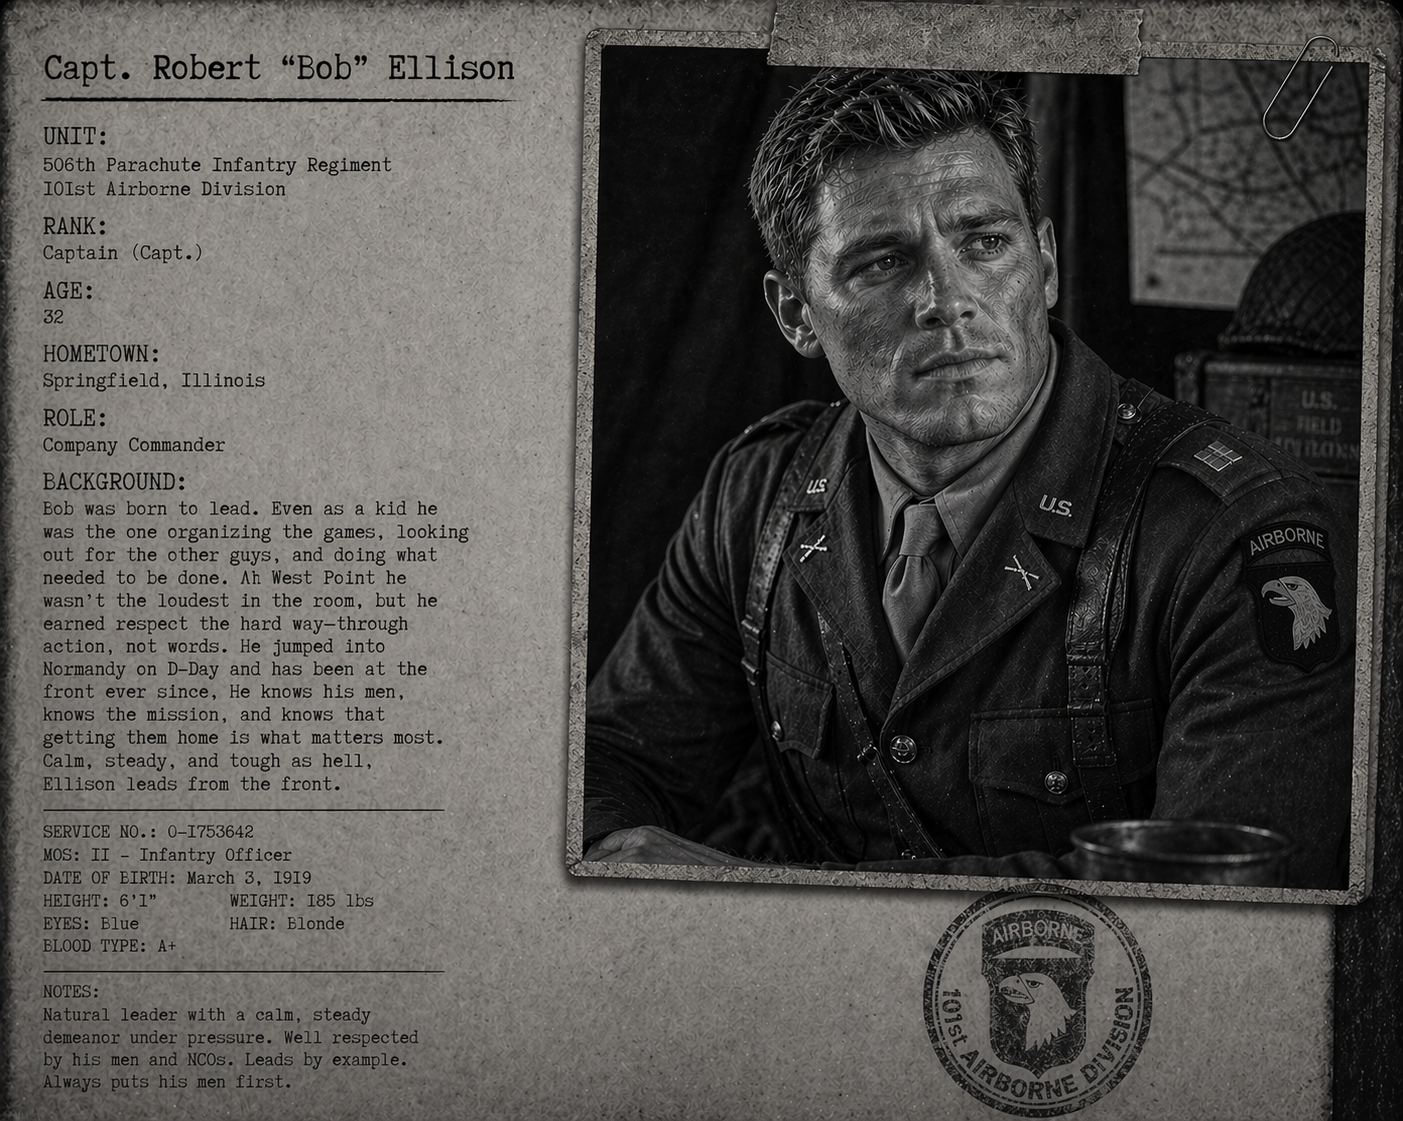 Capt. Robert “Bob” Ellison
UNIT:
506th Parachute Infantry Regiment
101st Airborne Division
RANK:
Captain (Capt.)
AGE:
32
HOMETOWN:
Springfield, Illinois
ROLE:
Company Commander
BACKGROUND:
Bob was born to lead. Even as a kid he
was the one organizing the games, looking
out for the other guys, and doing what
needed to be done. Ah West Point he
wasn't the loudest in the room, but he
earned respect the hard way—through
action, not words. He jumped into
Normandy on D-Day and has been at the
front ever since, He knows his men,
knows the mission, and knows that
getting them home is what matters most.
Calm, steady, and tough as hell,
Ellison leads from the front.
SERVICE NO.: O-1753642
MOS: II - Infantry Officer
DATE OF BIRTH: March 3, 1919
HEIGHT: 6'1” WEIGHT: 185 lbs
EYES: Blue HAIR: Blonde
BLOOD TYPE: A+
NOTES:
Natural leader with a calm, steady
demeanor under pressure. Well respected
by his men and NCOs. Leads by example.
Always puts his men first.
U.S.
FIELD
US
U.S.
AIRBORNE
AIRBORNE
101st AIRBORNE DIVISION